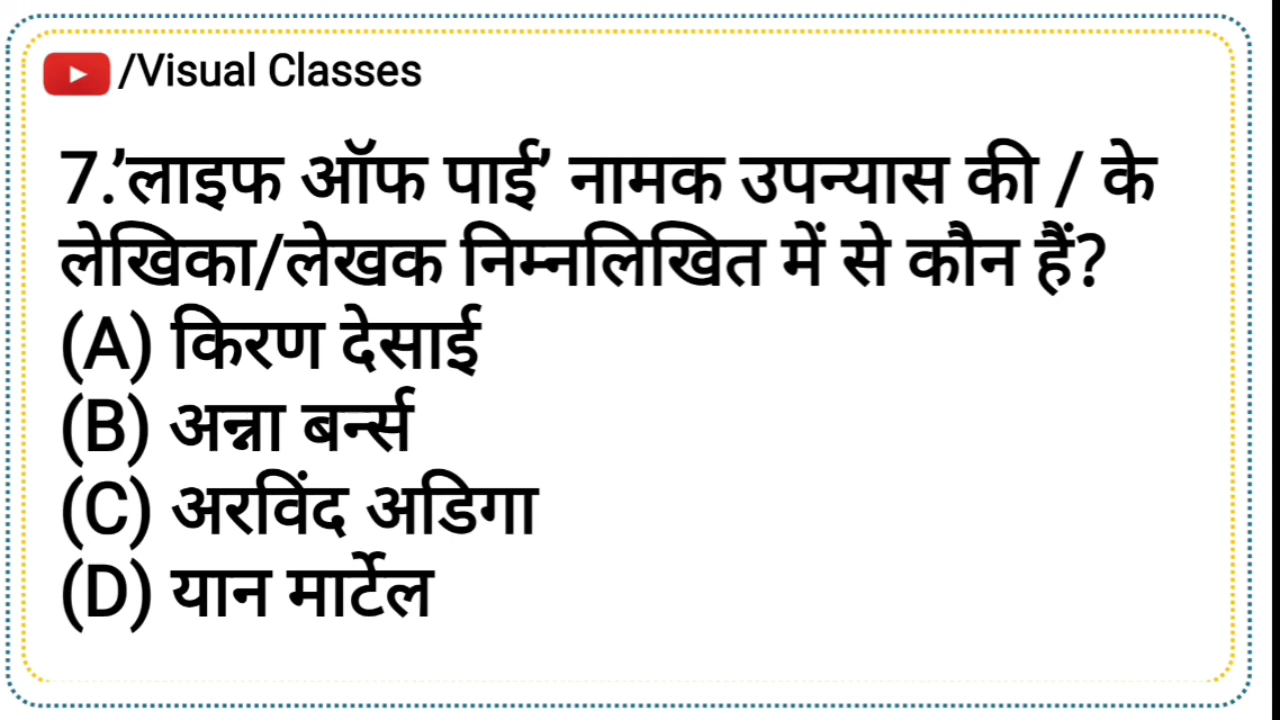 /Visual Classes
7.’लाइफ ऑफ पाई’ नामक उपन्यास की / के
लेखिका/लेखक निम्नलिखित में से कौन हैं?
(A) किरण देसाई
(B) अन्ना बर्न्स
(C) अरविंद अडिगा
(D) यान मार्टेल